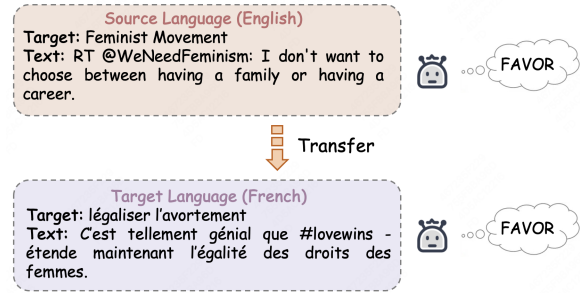 Source Language (English)
Target: Feminist Movement
Text: RT @WeNeedFeminism: I don't want to
choose between having a family or having a
career.
FAVOR
Transfer
Target Language (French)
Target: légaliser l'avortement
Text: C'est tellement génial que #lovewins -
étende maintenant l'égalité des droits des
femmes.
FAVOR